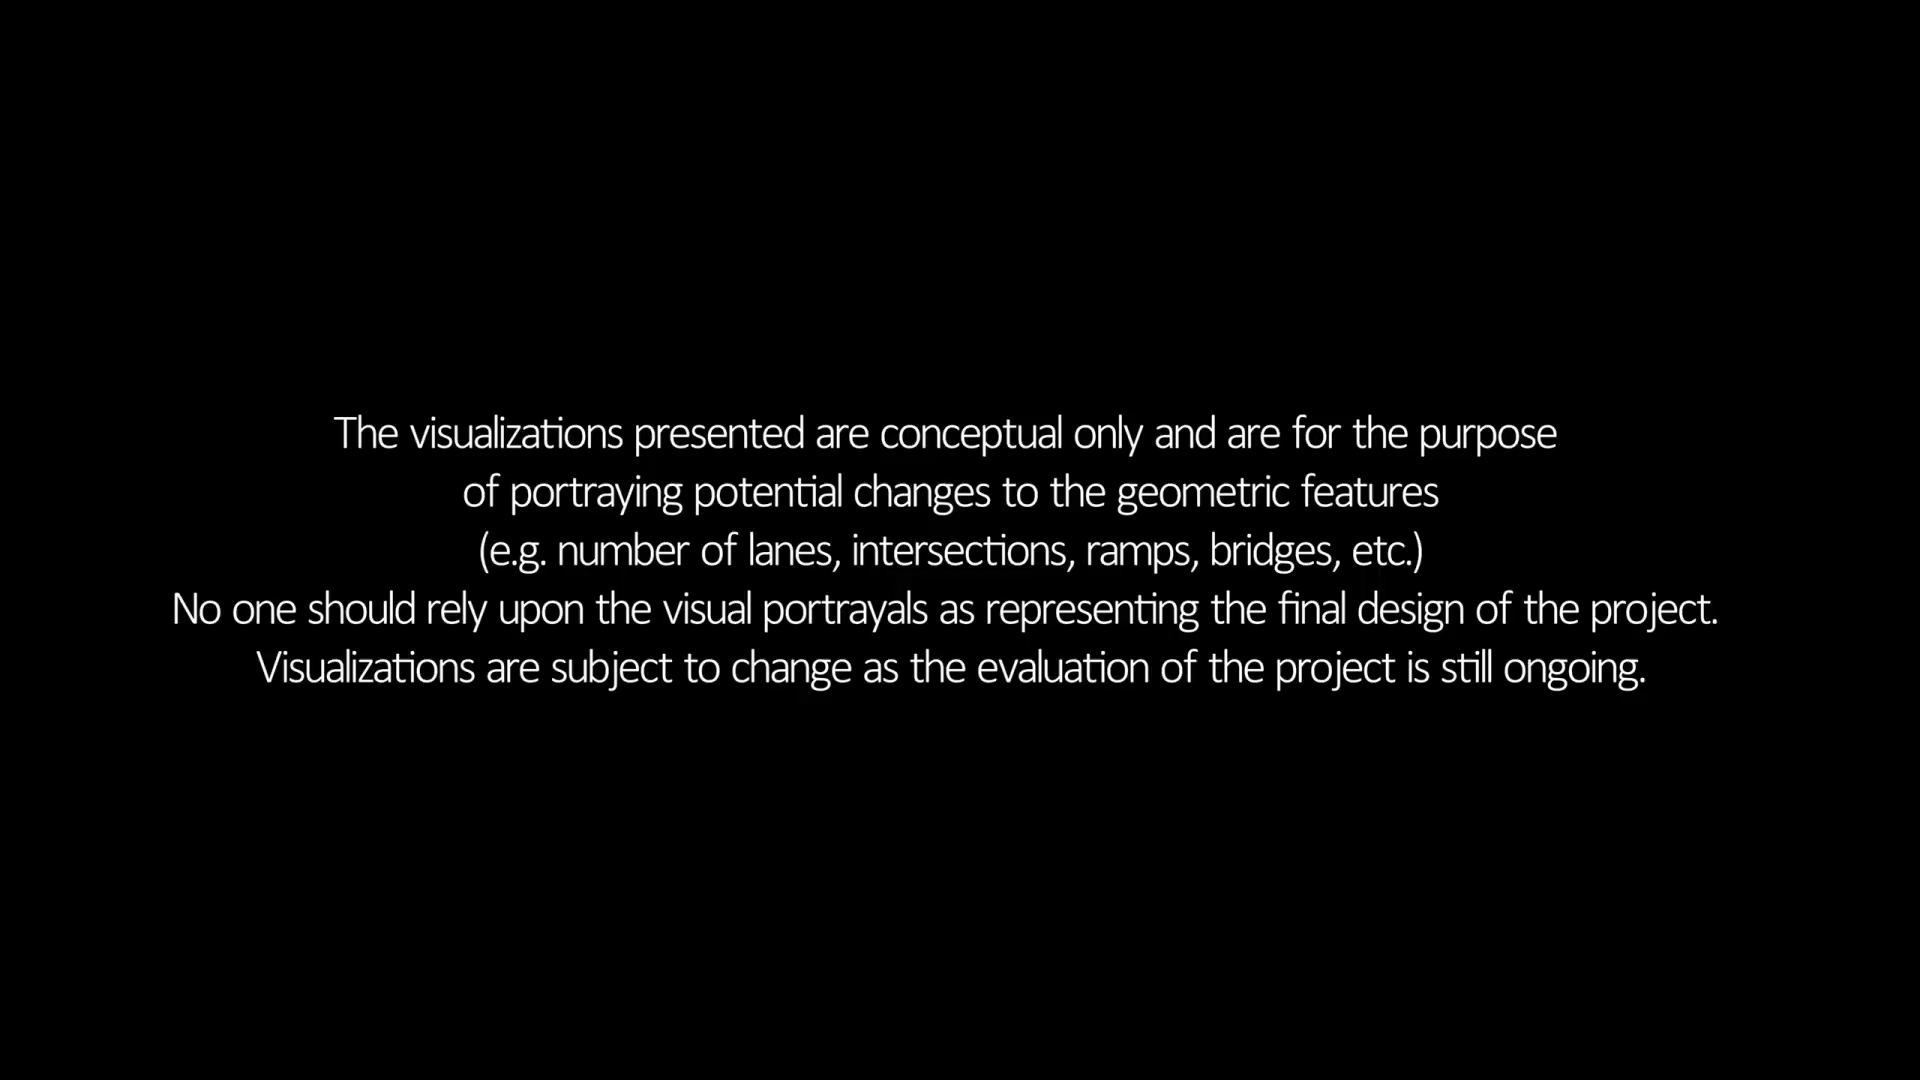 The visualizations presented are conceptual only and are for the purpose
of portraying potential changes to the geometric features
(e.g. number of lanes, intersections, ramps, bridges, etc.)
No one should rely upon the visual portrayals as representing the final design of the project.
Visualizations are subject to change as the evaluation of the project is still ongoing.